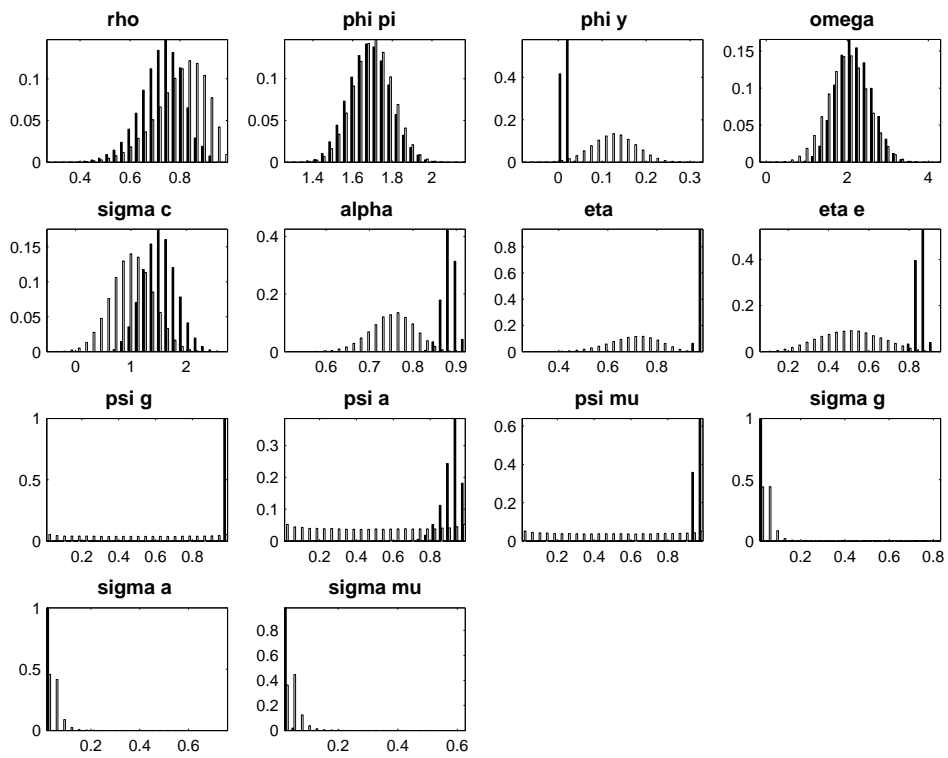 rho phi pi phi y omega
0.1 0.1 0.4 0.15
0.05 0.05 0.2 0.1
0 0 0 0.05
0
0.4 0.6 0.8 1.4 1.6 1.8 2 0 0.1 0.2 0.3 0 2 4
sigma c alpha eta eta e
0.15 0.4 0.8 0.4
0.1 0.2 0.6 0.2
0.05 0 0.4 0
0 0.2
0
0 1 2 0.6 0.7 0.8 0.9 0.4 0.6 0.8 0.2 0.4 0.6 0.8
psi g psi a psi mu sigma g
1 0.3 0.6 1
0.5 0.2 0.4 0.5
0 0.1 0.2 0
0 0
0.2 0.4 0.6 0.8 0.2 0.4 0.6 0.8 0.2 0.4 0.6 0.8 0.2 0.4 0.6 0.8
sigma a sigma mu
1 0.8
0.5 0.6
0 0.4
0.2
0
0.2 0.4 0.6 0.2 0.4 0.6